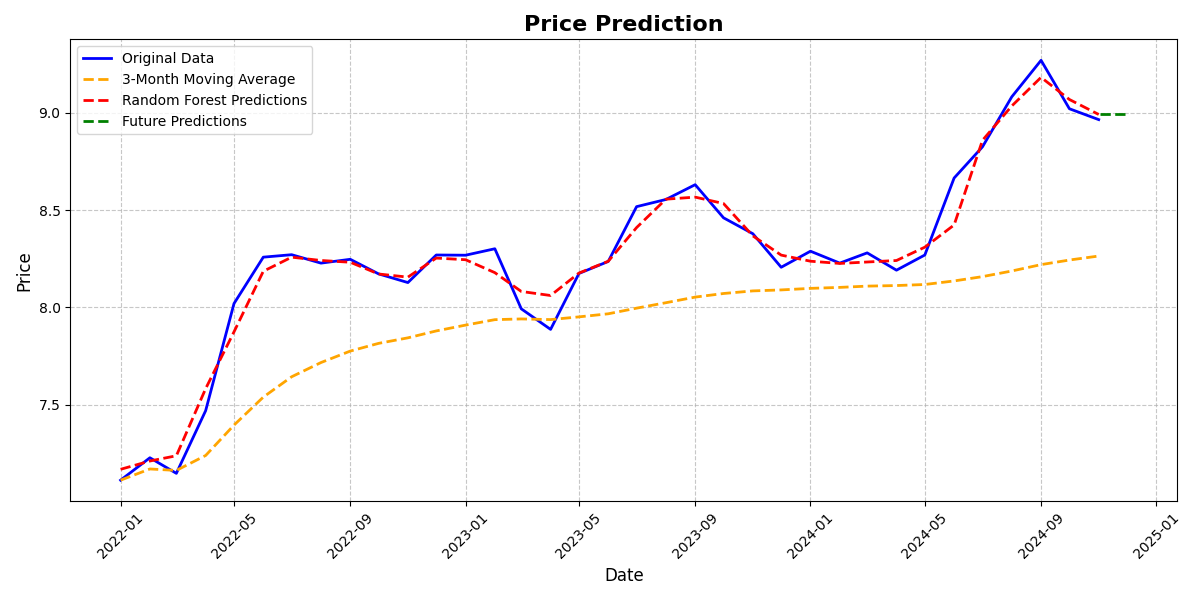 Price Prediction
Original Data
3-Month Moving Average
Random Forest Predictions
Future Predictions
9.0
8.5
8.0
7.5
Price
2022-01
2022-05
2022-09
2023-01
2023-05
2023-09
2024-01
2024-05
2024-09
2025-01
Date